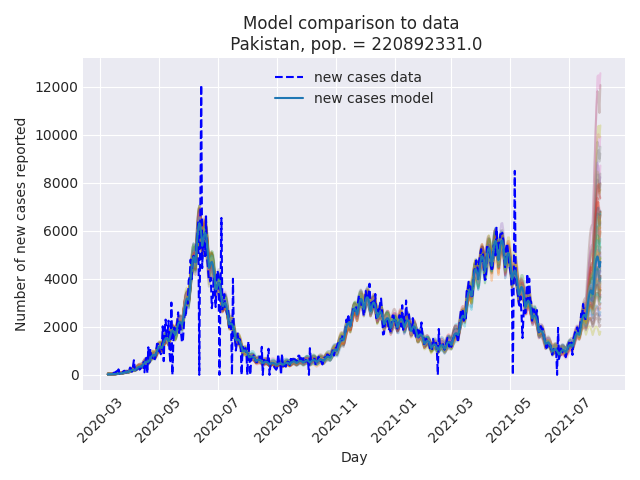 Model comparison to data
Pakistan, pop. = 220892331.0
new cases data
new cases model
Number of new cases reported
12000
10000
8000
6000
4000
2000
0
2020-03
2020-05
2020-07
2020-09
2020-11
2021-01
2021-03
2021-05
2021-07
Day